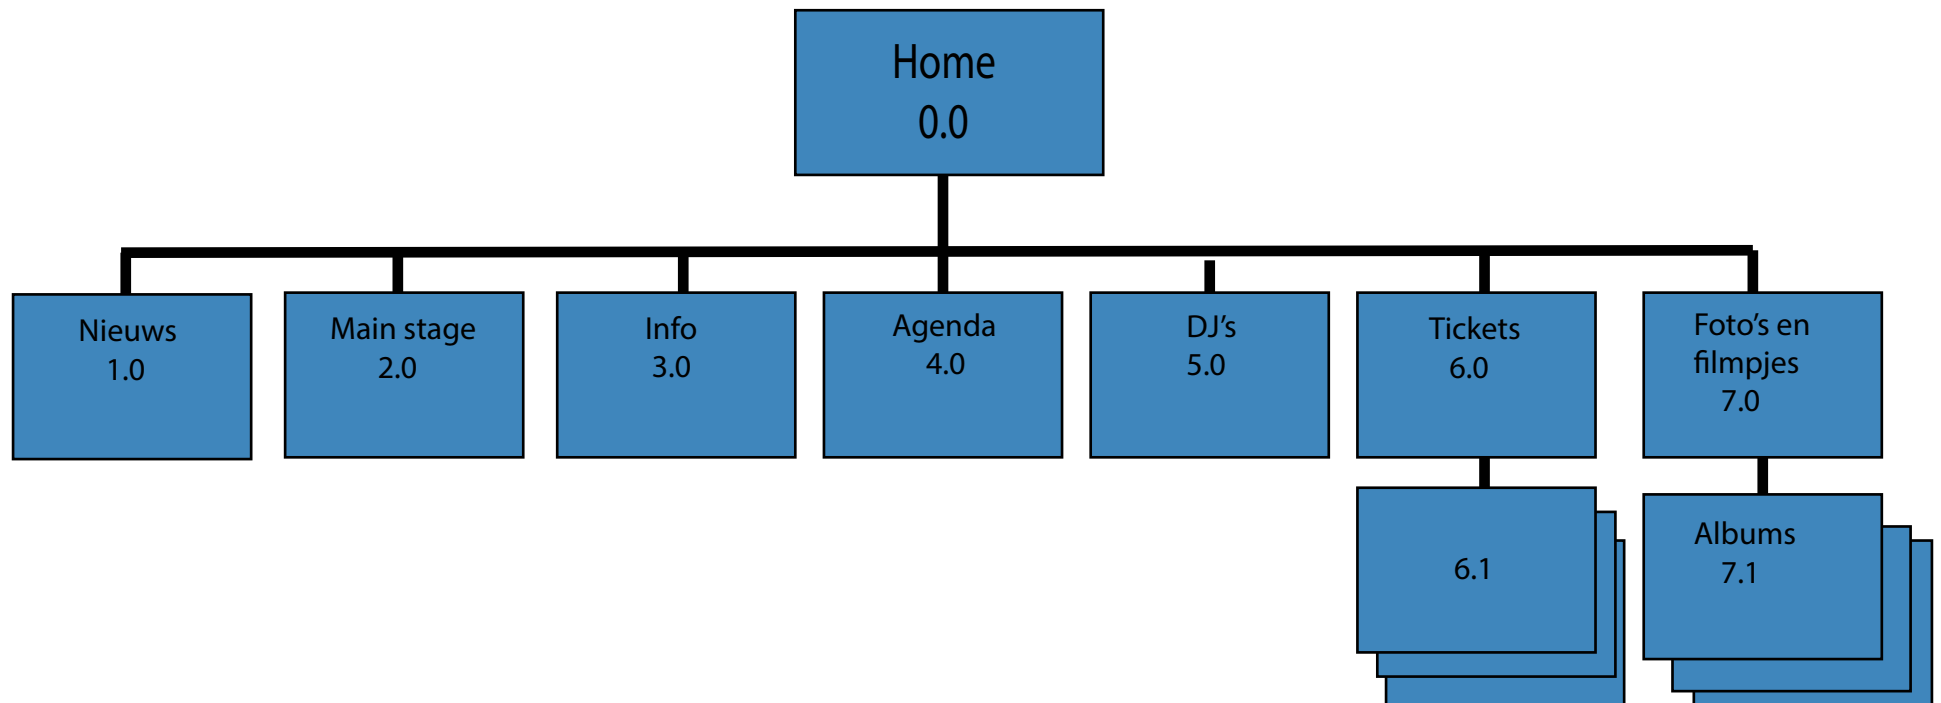 Home
0.0
Nieuws
1.0
Main stage
2.0
Info
3.0
Agenda
4.0
DJ’s
5.0
Tickets
6.0
Foto’s en
filmpjes
7.0
6.1
Albums
7.1